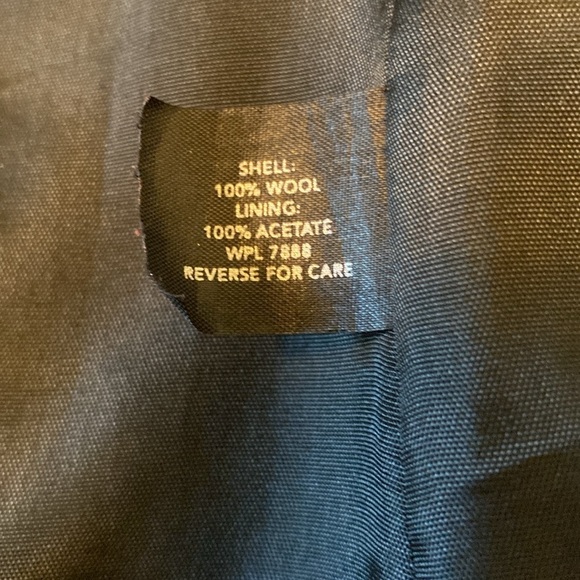 SHELL:
100% WOOL
LINING:
100% ACETATE
WPL 7888
REVERSE FOR CARE